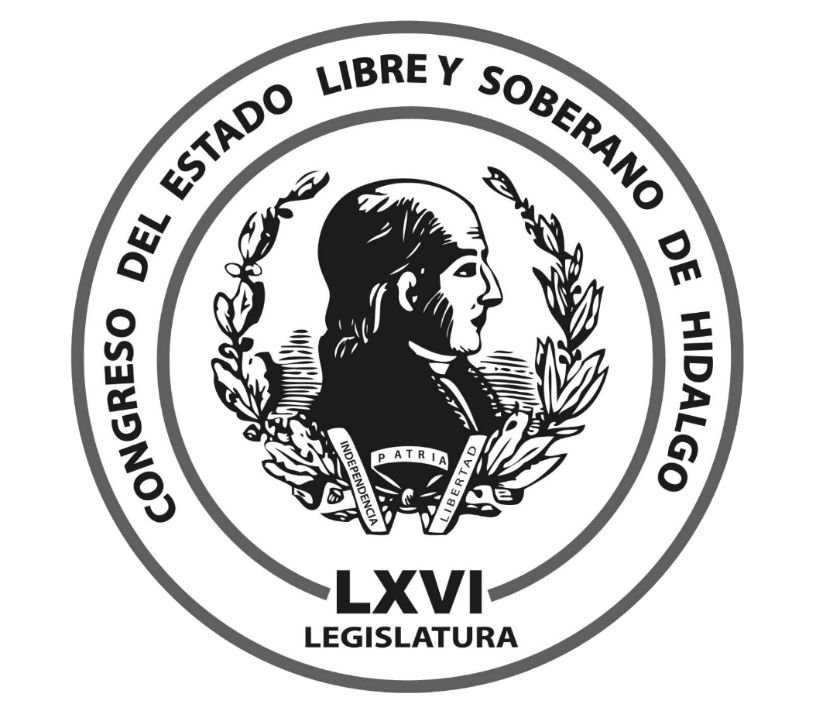 CONGRESO DEL ESTADO LIBRE Y SOBERANO DE HIDALGO
INDEPENDENCIA
PATRIA
LIBERTAD
LXVI
LEGISLATURA